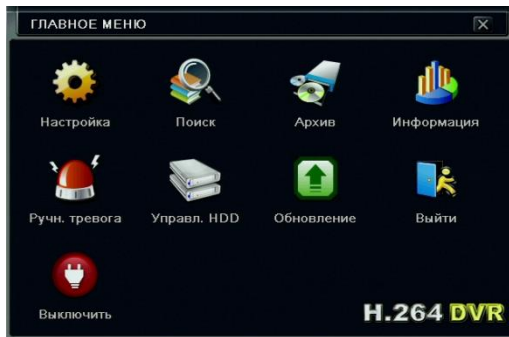 ГЛАВНОЕ МЕНЮ
Настройка
Поиск
Архив
Информация
Ручн. тревога
Управл. HDD
Обновление
Выйти
Выключить
H.264 DVR